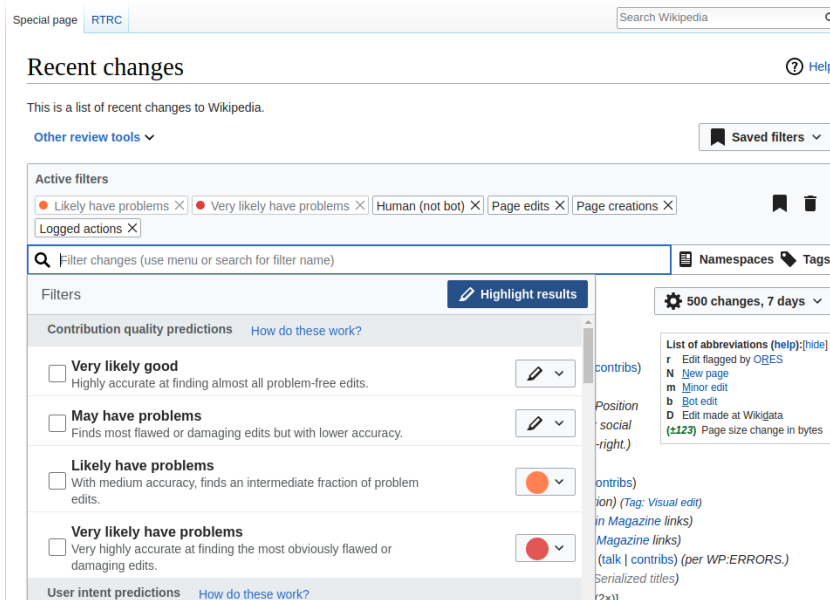 Special page RTRC
Search Wikipedia
Recent changes
Help
This is a list of recent changes to Wikipedia.
Other review tools
Saved filters
Active filters
Likely have problems Very likely have problems Human (not bot) Page edits Page creations
Logged actions
Filter changes (use menu or search for filter name)
Namespaces Tags
Filters Highlight results
500 changes, 7 days
Contribution quality predictions How do these work?
Very likely good
Highly accurate at finding almost all problem-free edits.
May have problems
Finds most flawed or damaging edits but with lower accuracy.
Likely have problems
With medium accuracy, finds an intermediate fraction of problem
edits.
Very likely have problems
Very highly accurate at finding the most obviously flawed or
damaging edits.
User intent predictions How do these work?
List of abbreviations (help):[hide]
r Edit flagged by ORES
N New page
m Minor edit
b Bot edit
D Edit made at Wikidata
(±123) Page size change in bytes
contribs)
Position
social
-right.)
ontribs)
ion) (Tag: Visual edit)
in Magazine links)
Magazine links)
(talk | contribs) (per WP:ERRORS.)
Serialized titles)
(2×)]